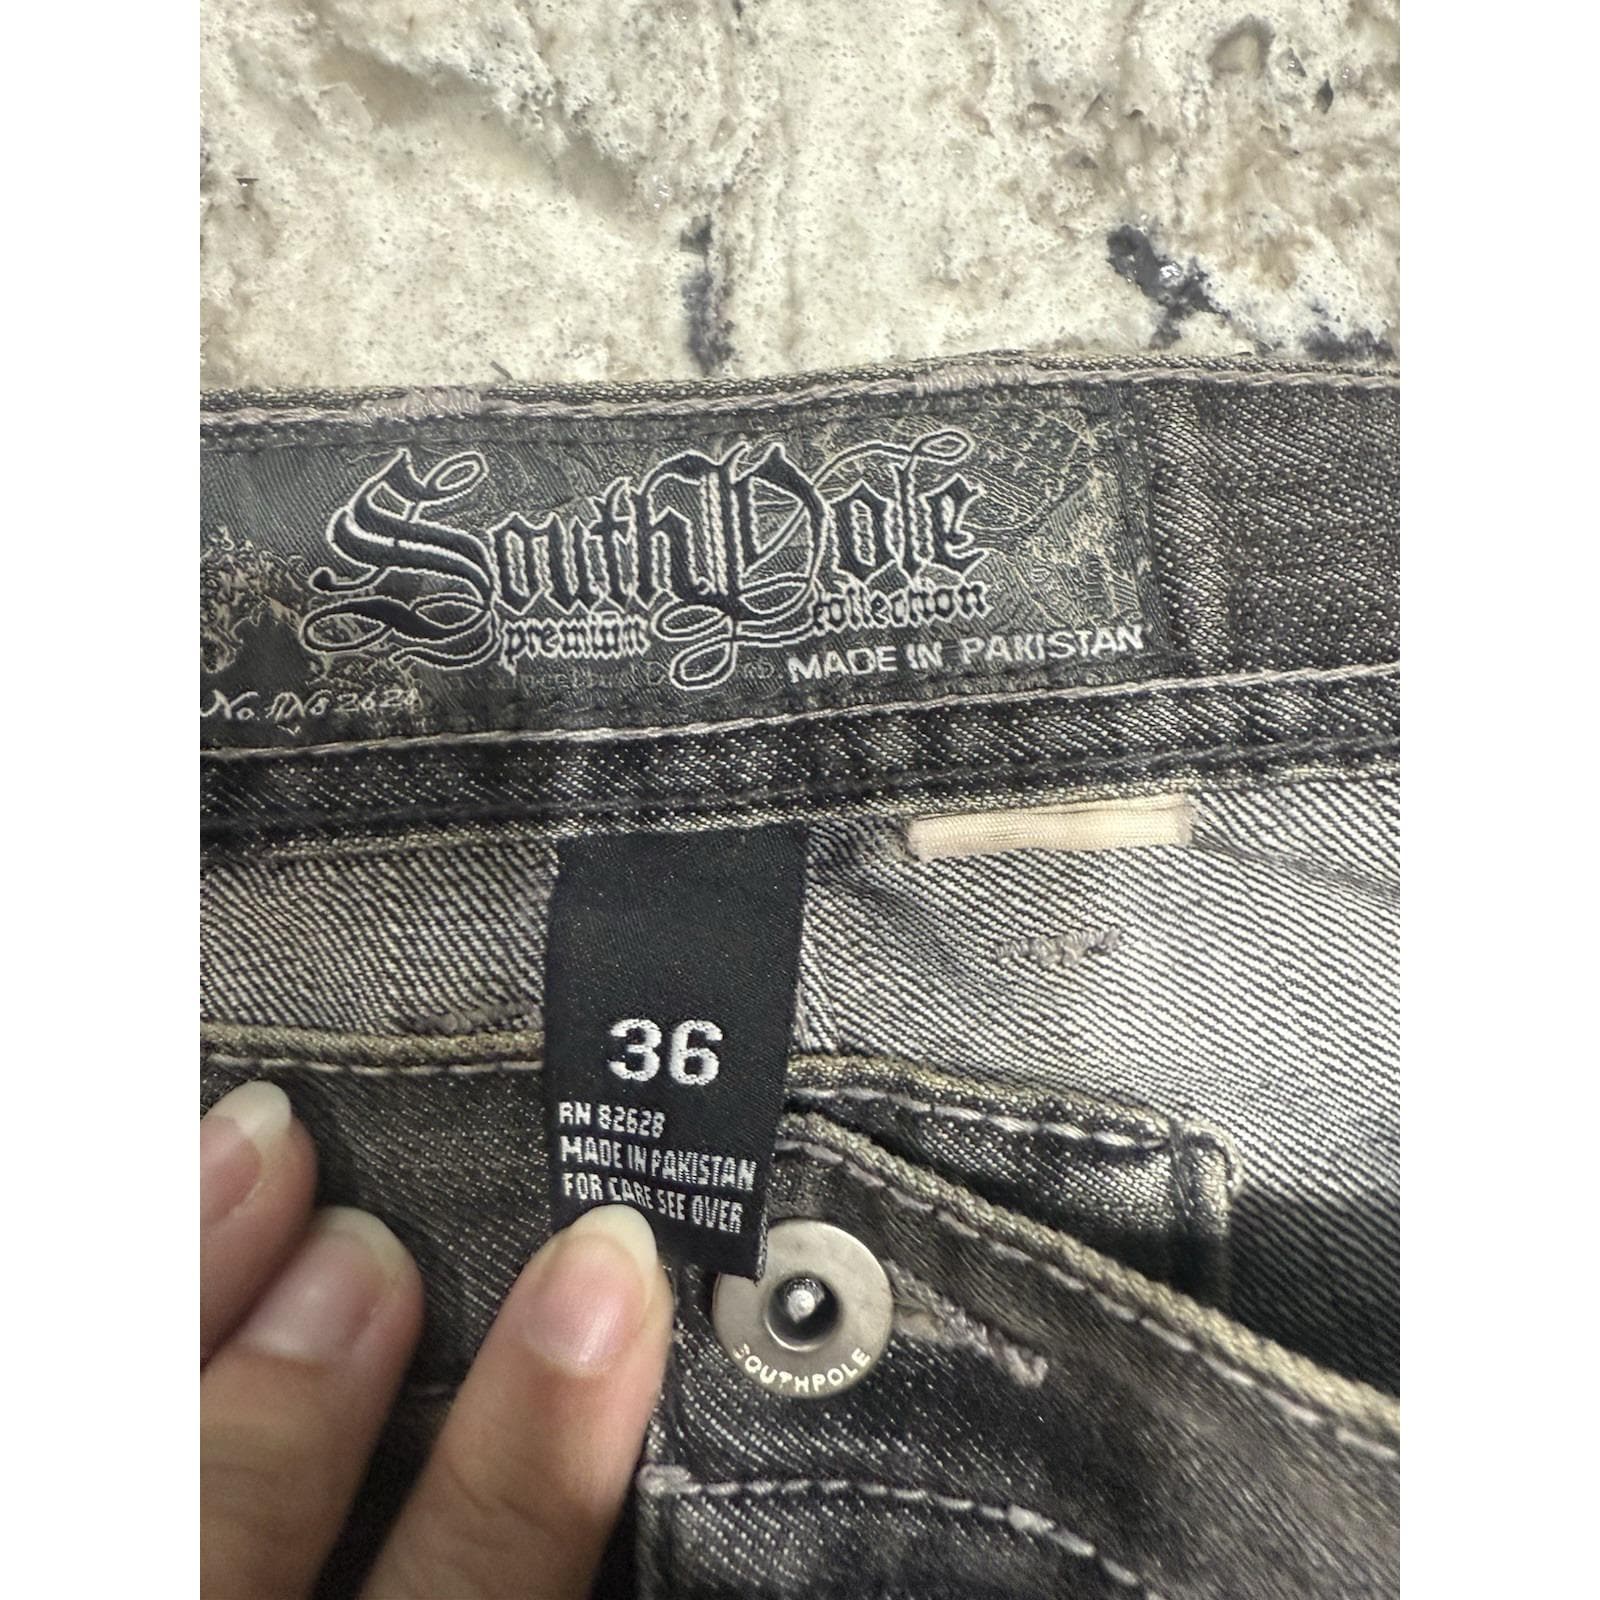 SouthPole
premium collection
MADE IN PAKISTAN
36
RN 82628
MADE IN PAKISTAN
FOR CARE SEE OVER
SOUTHPOLE